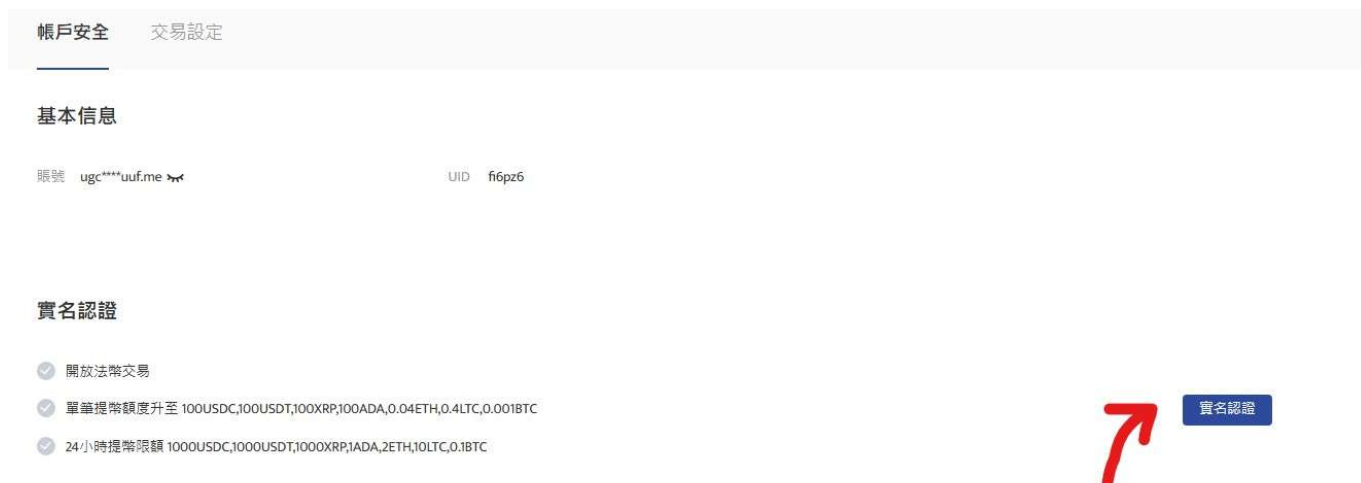 帳戶安全 交易設定
基本信息
賬號 ugc****uuf.me UID fi6pz6
實名認證
開放法幣交易
單筆提幣額度升至 100USDC,100USDT,100XRP,100ADA,0.04ETH,0.4LTC,0.001BTC
實名認證
24小時提幣限額 1000USDC,1000USDT,1000XRP,1ADA,2ETH,10LTC,0.1BTC